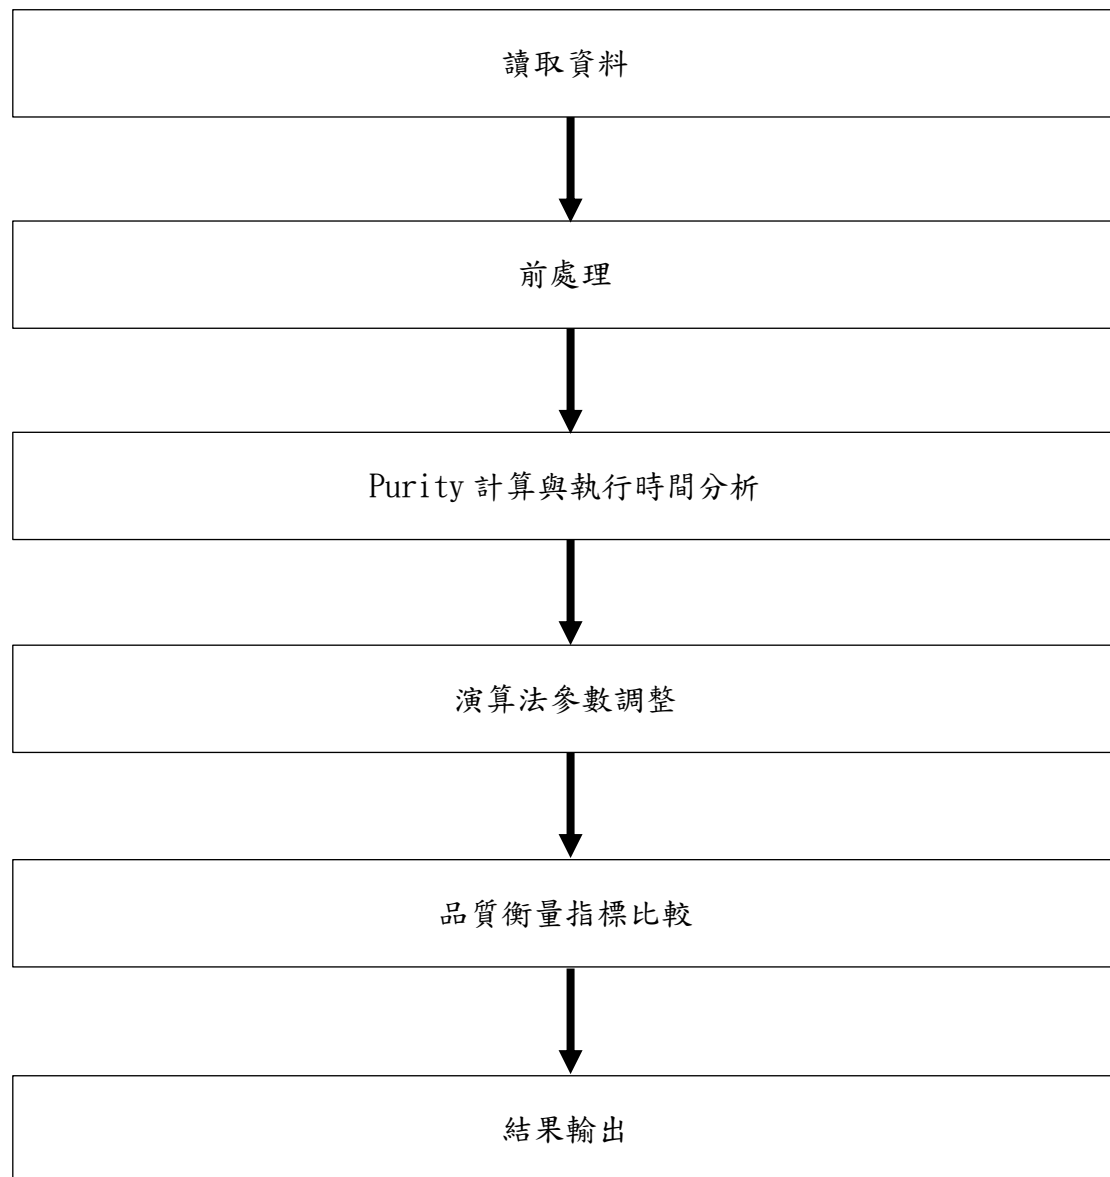 讀取資料
前處理
Purity 計算與執行時間分析
演算法參數調整
品質衡量指標比較
結果輸出